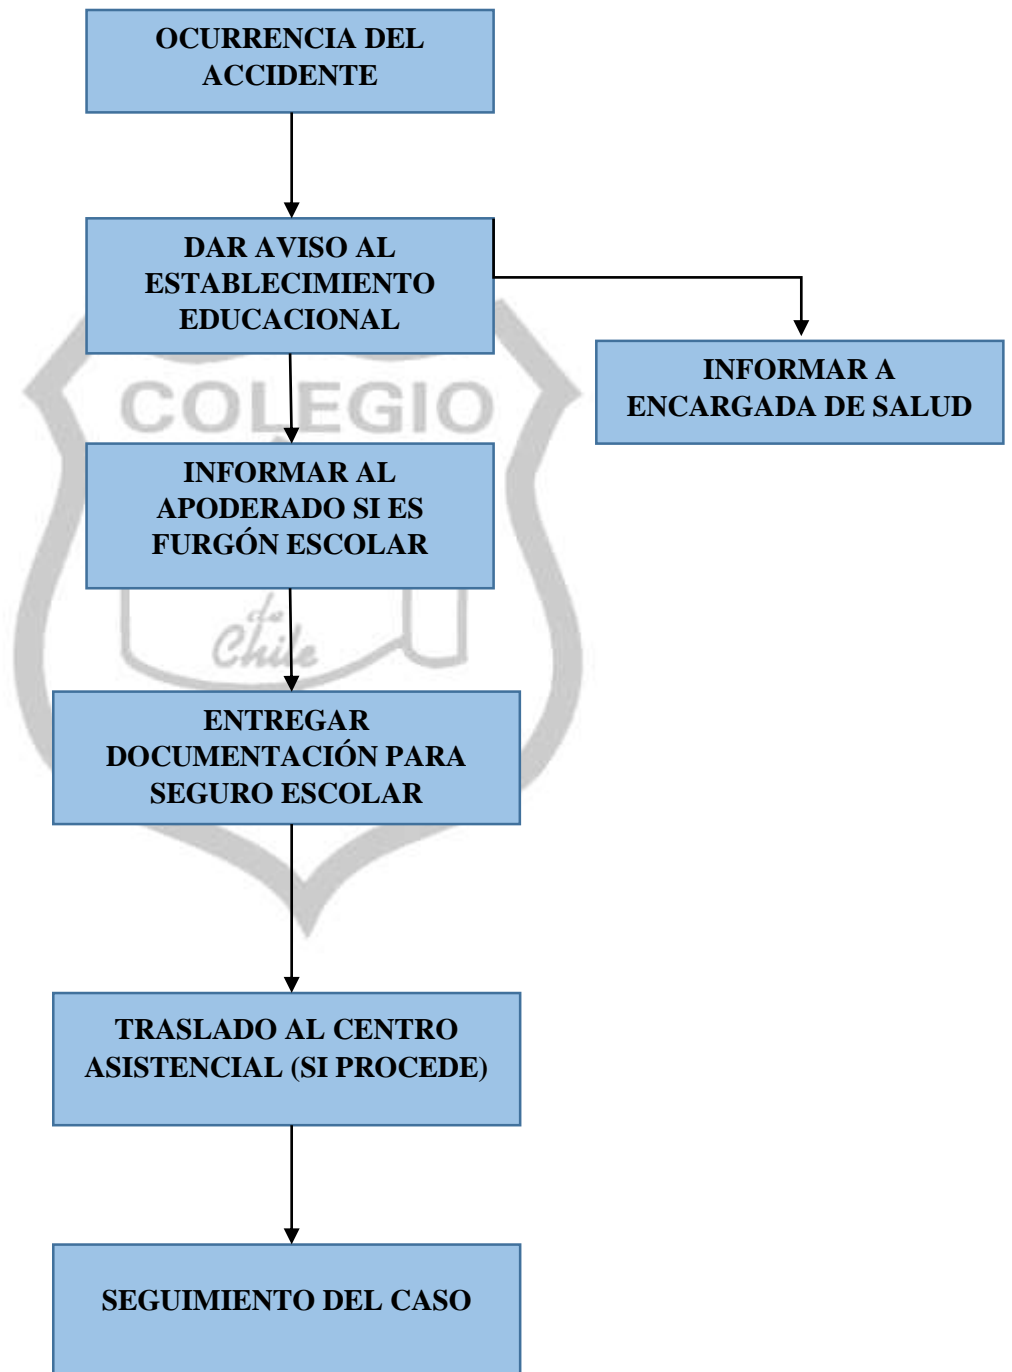 OCURRENCIA DEL
ACCIDENTE
DAR AVISO AL
ESTABLECIMIENTO
EDUCACIONAL
INFORMAR A
ENCARGADA DE SALUD
COLEGIO
INFORMAR AL
APODERADO SI ES
FURGÓN ESCOLAR
de
Chile
ENTREGAR
DOCUMENTACIÓN PARA
SEGURO ESCOLAR
TRASLADO AL CENTRO
ASISTENCIAL (SI PROCEDE)
SEGUIMIENTO DEL CASO